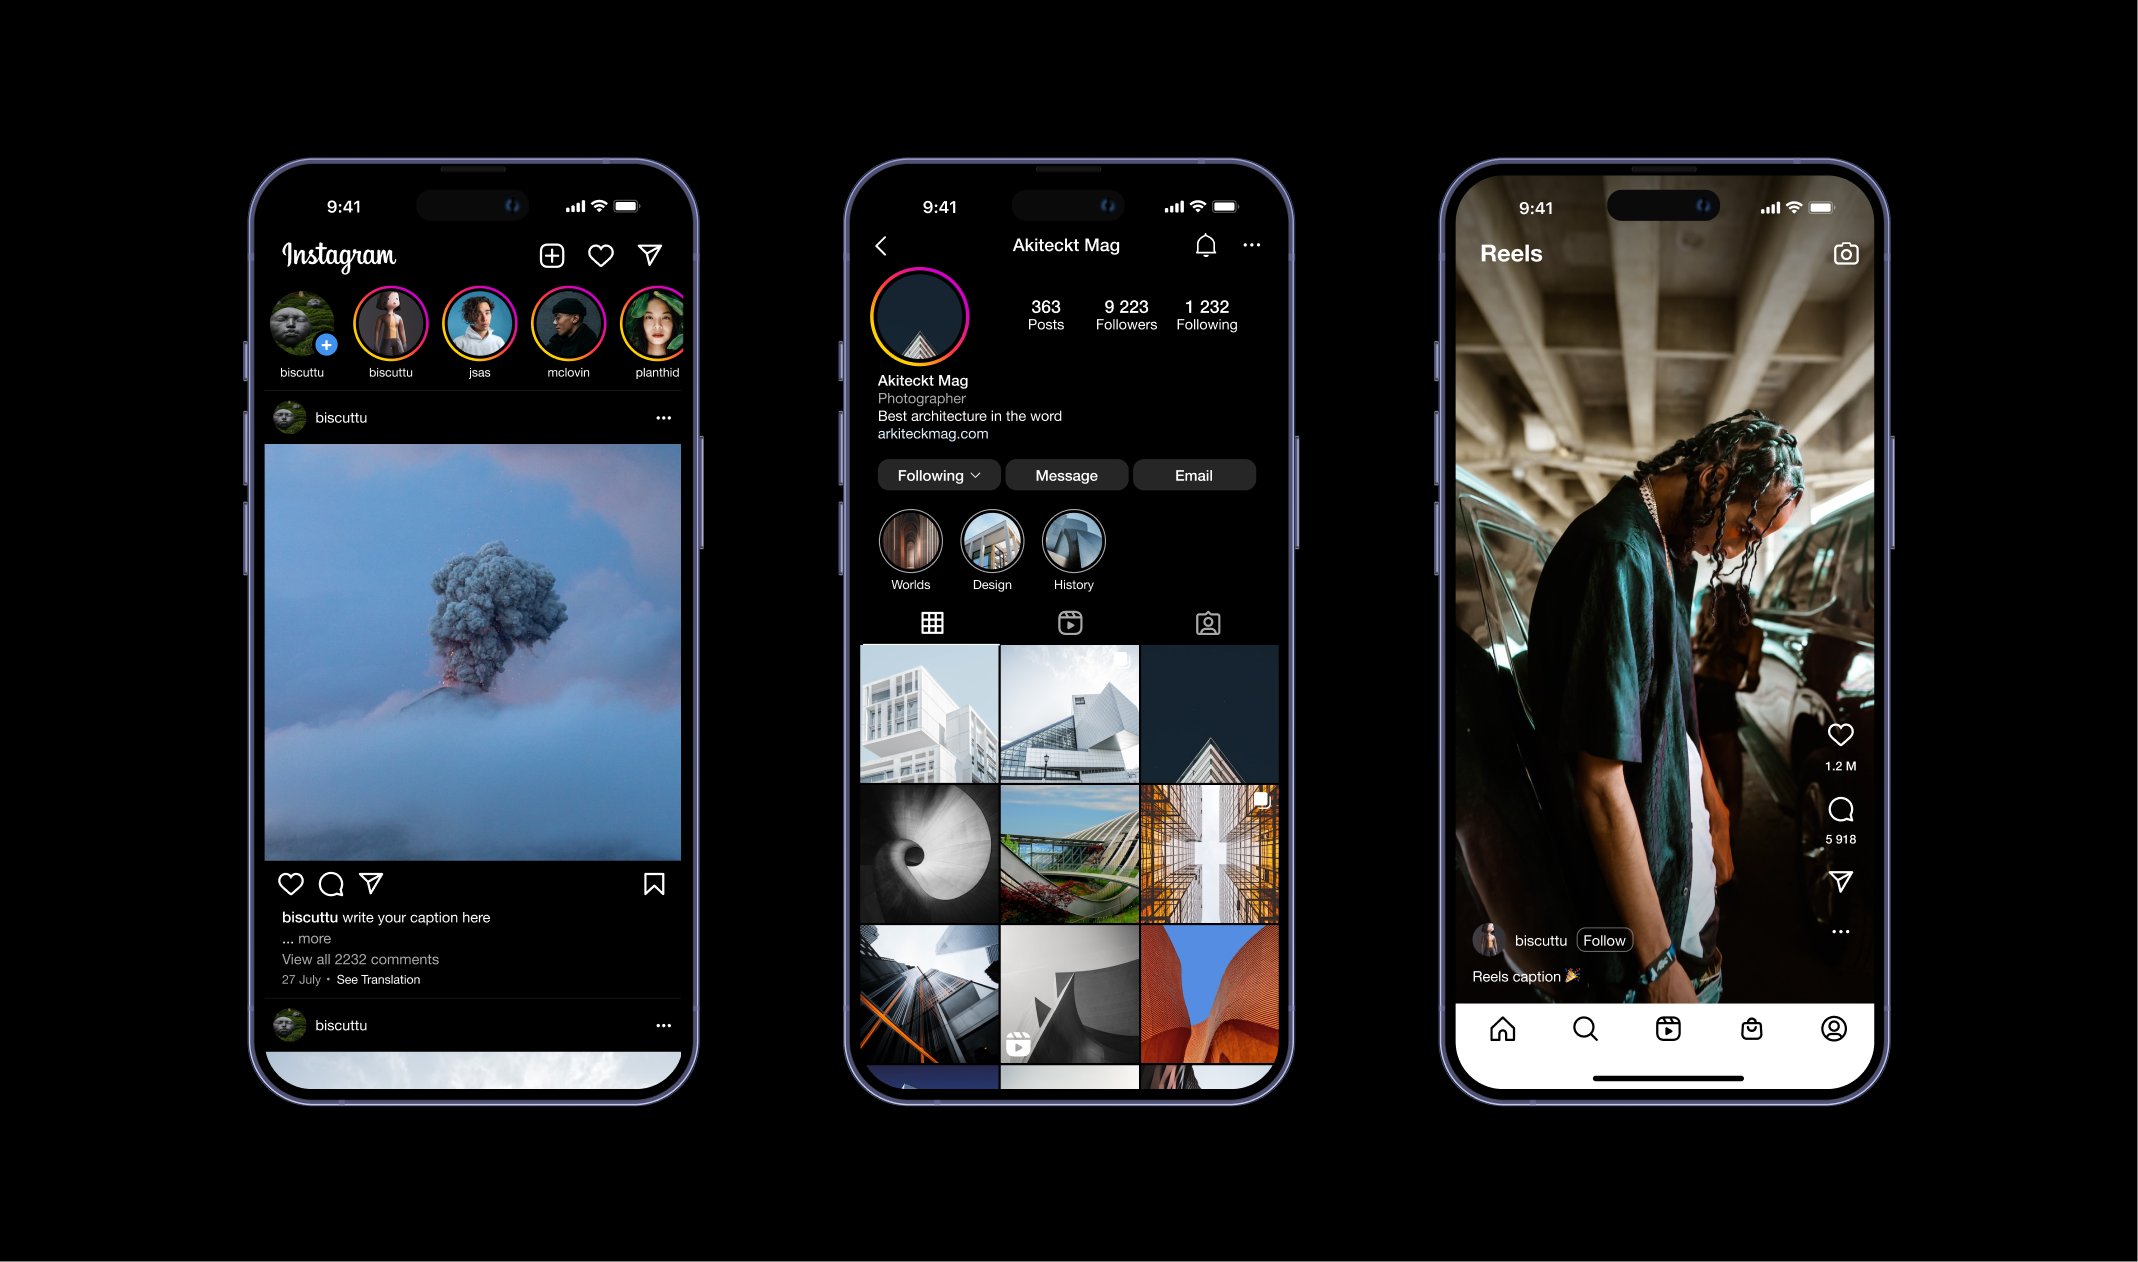 9:41
Instagram
biscuttu
biscuttu
jsas
mclovin
planthid
biscuttu
biscuttu write your caption here
... more
View all 2232 comments
27 July • See Translation
biscuttu
9:41
Akiteckt Mag
363
Posts
9 223
Followers
1 232
Following
Akiteckt Mag
Photographer
Best architecture in the word
arkiteckmag.com
Following
Message
Email
Worlds
Design
History
9:41
Reels
1.2 M
5 918
biscuttu Follow
Reels caption 🎉